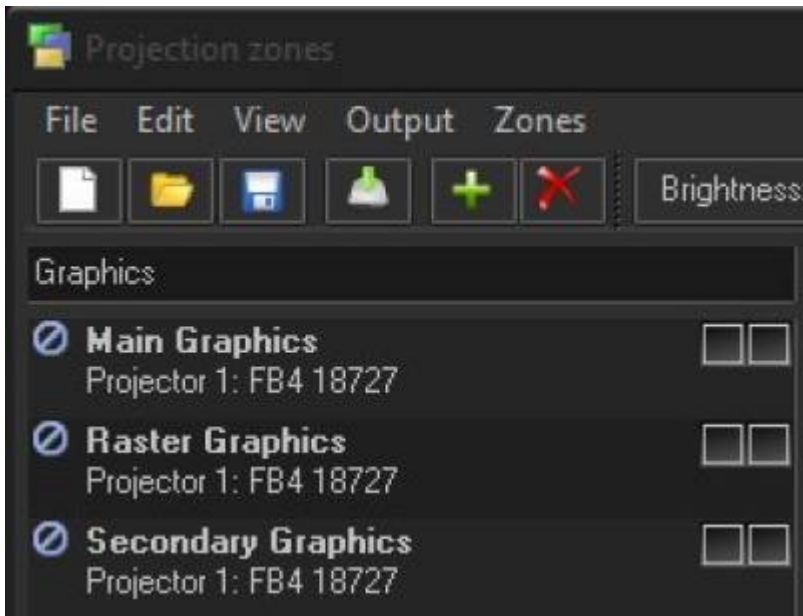 Projection zones
File Edit View Output Zones
Brightness
Graphics
Main Graphics
Projector 1: FB4 18727
Raster Graphics
Projector 1: FB4 18727
Secondary Graphics
Projector 1: FB4 18727